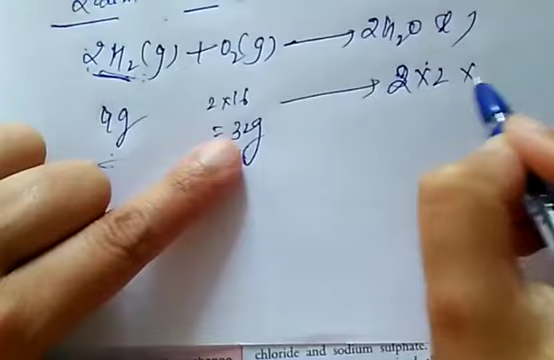 2H₂(g) + O₂(g) ⟶ 2H₂O(l)
2×16 ⟶ 2×2×
4g = 32g
chloride and sodium sulphate.